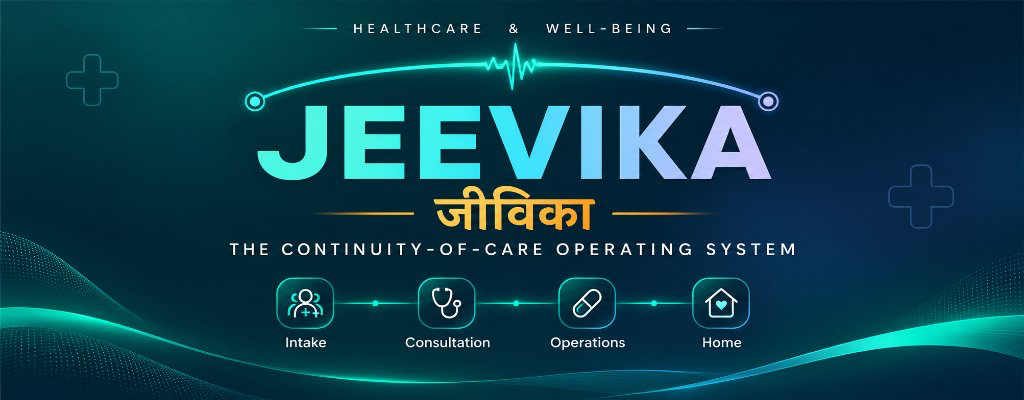 HEALTHCARE & WELL-BEING
JEEVIKA
जीविका
THE CONTINUITY-OF-CARE OPERATING SYSTEM
Intake Consultation Operations Home